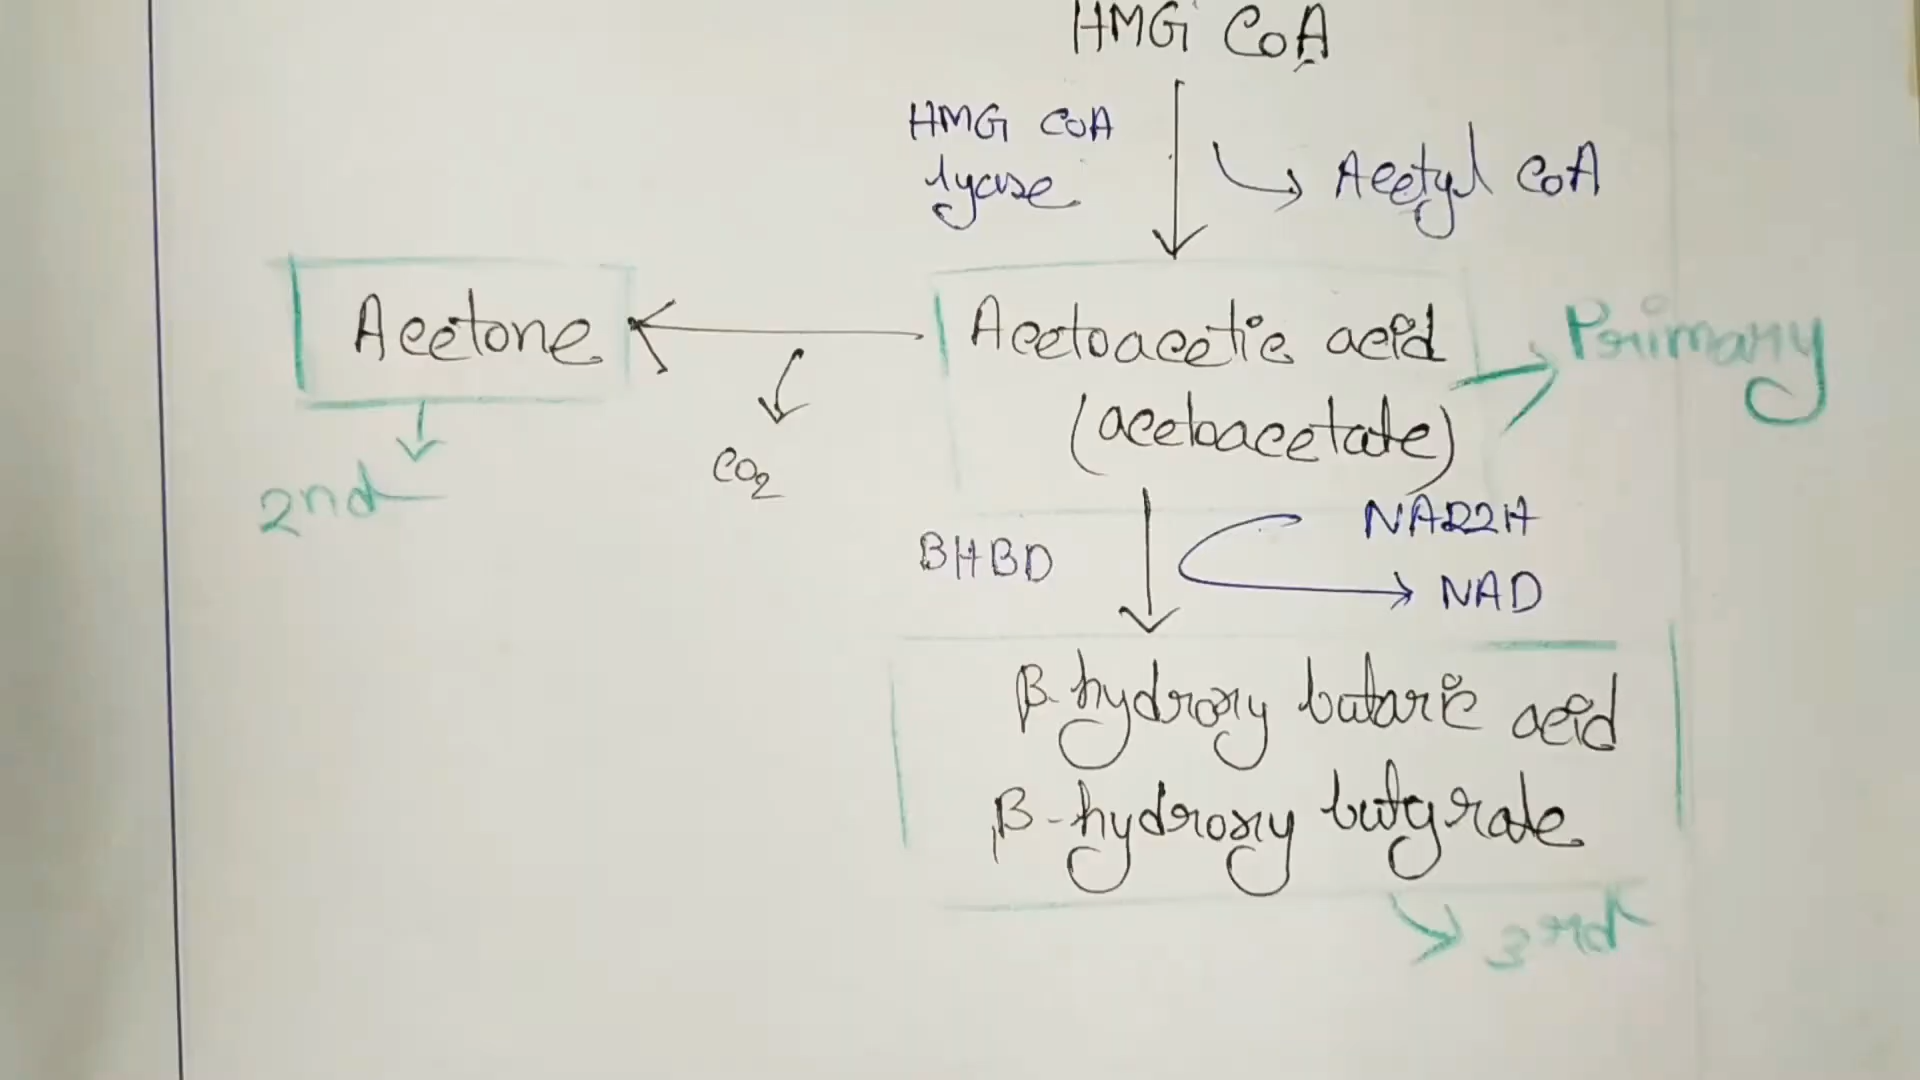 HMG CoA
HMG CoA
lyase
Acetyl CoA
Acetone
Acetoacetic acid
(acetoacetate)
Primary
2nd
CO2
BHBD
NAD2H
NAD
β-hydroxy butaric acid
β-hydroxy butyrate
3rd